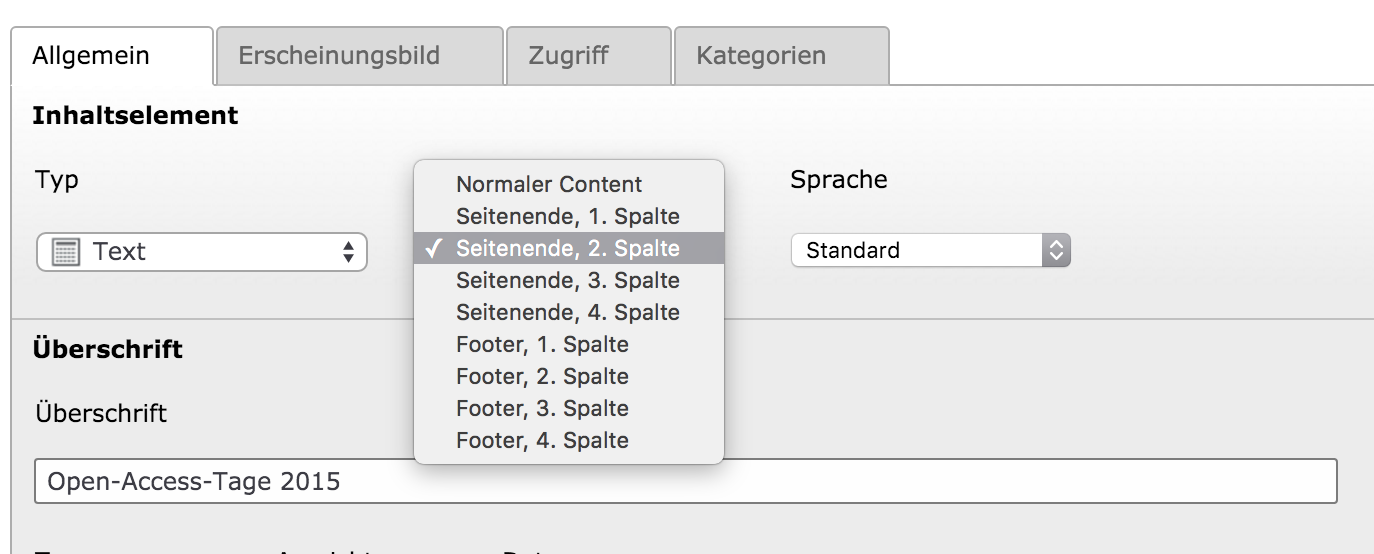 Allgemein Erscheinungsbild Zugriff Kategorien
Inhaltselement
Typ
Sprache
Text
Standard
Normaler Content
Seitenende, 1. Spalte
✓ Seitenende, 2. Spalte
Seitenende, 3. Spalte
Seitenende, 4. Spalte
Footer, 1. Spalte
Footer, 2. Spalte
Footer, 3. Spalte
Footer, 4. Spalte
Überschrift
Überschrift
Open-Access-Tage 2015